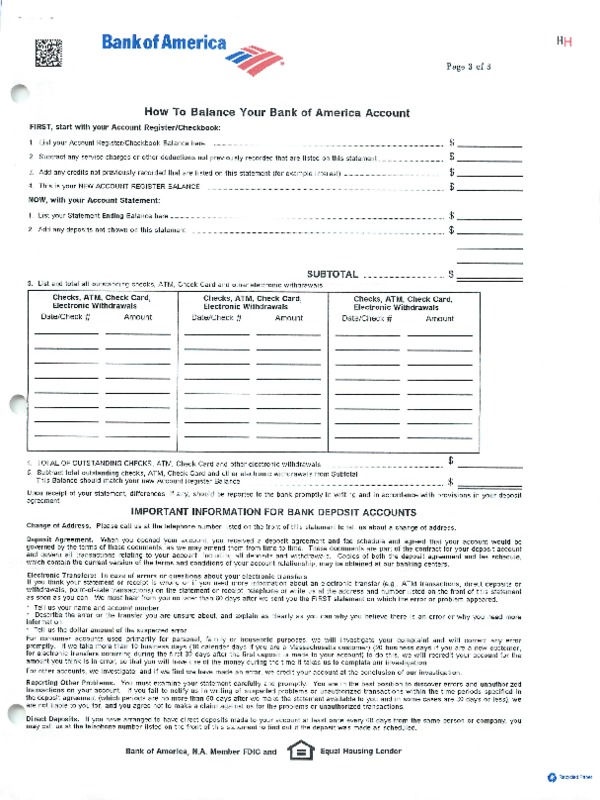 Bank of America
HH
Page 3 of 3
How To Balance Your Bank of America Account
FIRST, start with your Account Register/Checkbook:
1. List your Account Register/Checkbook Balance here $
2. Subtract any service charges or other deductions not previously recorded that are listed on this statement $
3. Add any credits not previously recorded that are listed on this statement (for example interest) $
4. This is your NEW ACCOUNT REGISTER BALANCE $
NOW, with your Account Statement:
1. List your Statement Ending Balance here $
2. Add any deposits not shown on this statement $
SUBTOTAL $
3. List and total all outstanding checks, ATM, Check Card and other electronic withdrawals
Checks, ATM, Check Card, Electronic Withdrawals
Date/Check # Amount
Checks, ATM, Check Card, Electronic Withdrawals
Date/Check # Amount
Checks, ATM, Check Card, Electronic Withdrawals
Date/Check # Amount
4. TOTAL OF OUTSTANDING CHECKS, ATM, Check Card and other electronic withdrawals $
5. Subtract total outstanding checks, ATM, Check Card and other electronic withdrawals from Subtotal
This Balance should match your new Account Register Balance $
Upon receipt of your statement, differences, if any, should be reported to the bank promptly in writing and in accordance with provisions in your deposit
agreement.
IMPORTANT INFORMATION FOR BANK DEPOSIT ACCOUNTS
Change of Address. Please call us at the telephone number listed on the front of this statement to tell us about a change of address.
Deposit Agreement. When you opened your account, you received a deposit agreement and fee schedule and agreed that your account would be
governed by the terms of these documents, as we may amend them from time to time. These documents are part of the contract for your deposit account
and govern all transactions relating to your account, including all deposits and withdrawals. Copies of both the deposit agreement and fee schedule,
which contain the current version of the terms and conditions of your account relationship, may be obtained at our banking centers.
Electronic Transfers: In case of errors or questions about your electronic transfers
If you think your statement or receipt is wrong or if you need more information about an electronic transfer (e.g., ATM transactions, direct deposits or
withdrawals, point-of-sale transactions) on the statement or receipt, telephone or write us at the address and number listed on the front of this statement
as soon as you can. We must hear from you no later than 60 days after we sent you the FIRST statement on which the error or problem appeared.
* Tell us your name and account number.
* Describe the error or the transfer you are unsure about, and explain as clearly as you can why you believe there is an error or why you need more
information.
* Tell us the dollar amount of the suspected error.
For consumer accounts used primarily for personal, family or household purposes, we will investigate your complaint and will correct any error
promptly. If we take more than 10 business days (10 calendar days if you are a Massachusetts customer) (20 business days if you are a new customer,
for electronic transfers occurring during the first 30 days after the first deposit is made to your account) to do this, we will recredit your account for the
amount you think is in error, so that you will have use of the money during the time it takes us to complete our investigation.
For other accounts, we investigate, and if we find we have made an error, we credit your account at the conclusion of our investigation.
Reporting Other Problems. You must examine your statement carefully and promptly. You are in the best position to discover errors and unauthorized
transactions on your account. If you fail to notify us in writing of suspected problems or unauthorized transactions within the time periods specified in
the deposit agreement (which periods are no more than 60 days after we make the statement available to you and in some cases are 30 days or less), we
are not liable to you for, and you agree not to make a claim against us for the problems or unauthorized transactions.
Direct Deposits. If you have arranged to have direct deposits made to your account at least once every 60 days from the same person or company, you
may call us at the telephone number listed on the front of this statement to find out if the deposit was made as scheduled.
Bank of America, N.A. Member FDIC and Equal Housing Lender
Recycled Paper